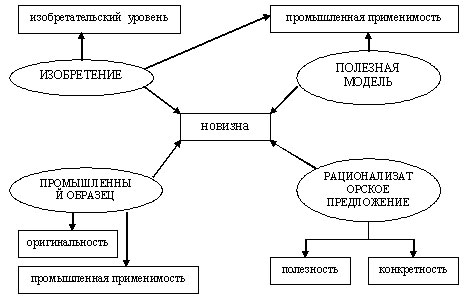 изобретательский уровень
промышленная применимость
ИЗОБРЕТЕНИЕ
ПОЛЕЗНАЯ
МОДЕЛЬ
новизна
ПРОМЫШЛЕННЫ
Й ОБРАЗЕЦ
РАЦИОНАЛИЗАТ
ОРСКОЕ
ПРЕДЛОЖЕНИЕ
оригинальность
промышленная применимость
полезность
конкретность